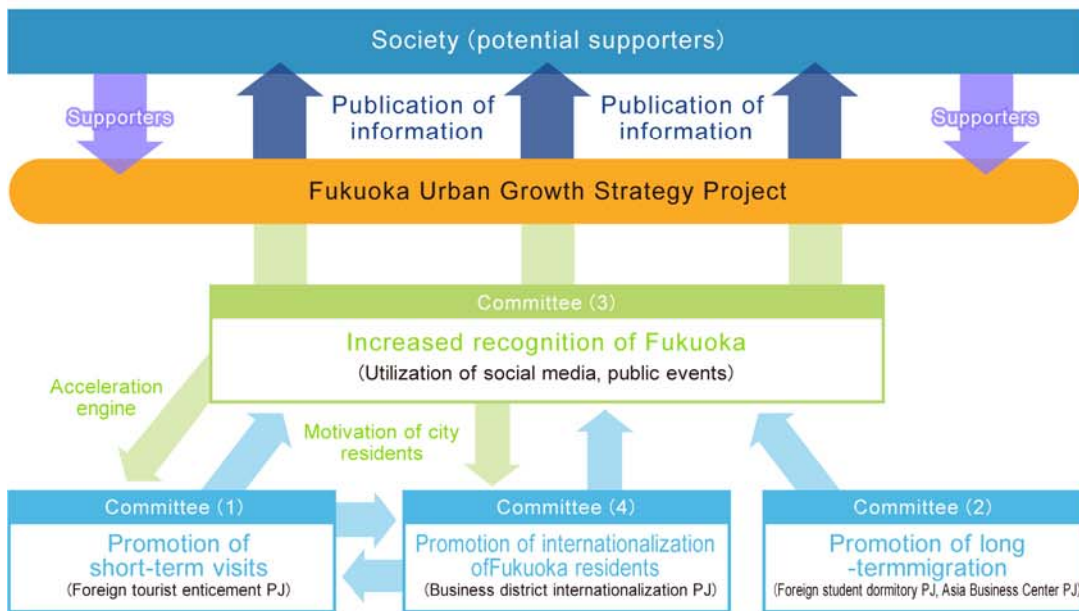 Society (potential supporters)
Supporters
Publication of
information
Publication of
information
Supporters
Fukuoka Urban Growth Strategy Project
Committee (3)
Increased recognition of Fukuoka
(Utilization of social media, public events)
Acceleration
engine
Motivation of city
residents
Committee (1)
Promotion of
short-term visits
(Foreign tourist enticement PJ)
Committee (4)
Promotion of internationalization
ofFukuoka residents
(Business district internationalization PJ)
Committee (2)
Promotion of long
-termmigration
(Foreign student dormitory PJ, Asia Business Center PJ)